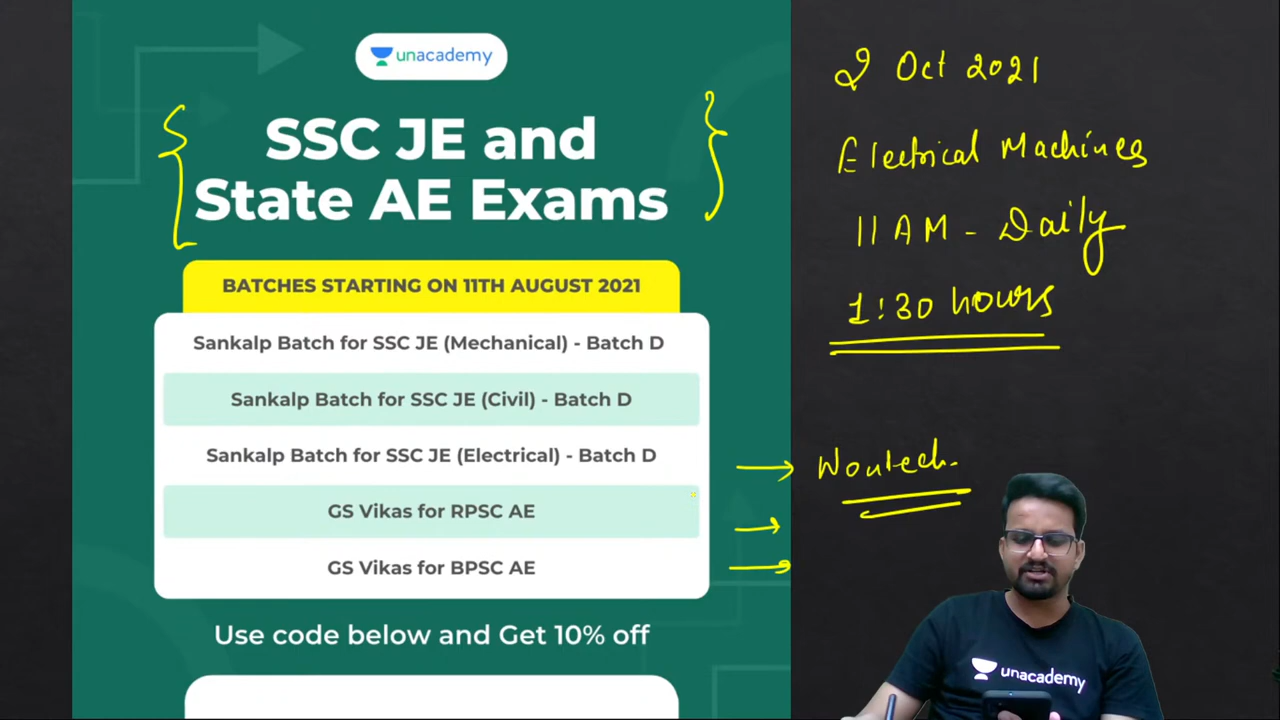 unacademy
SSC JE and
State AE Exams
BATCHES STARTING ON 11TH AUGUST 2021
Sankalp Batch for SSC JE (Mechanical) - Batch D
Sankalp Batch for SSC JE (Civil) - Batch D
Sankalp Batch for SSC JE (Electrical) - Batch D
GS Vikas for RPSC AE
GS Vikas for BPSC AE
Use code below and Get 10% off
2 Oct 2021
Electrical Machines
11 AM - Daily
1:30 hours
unacademy